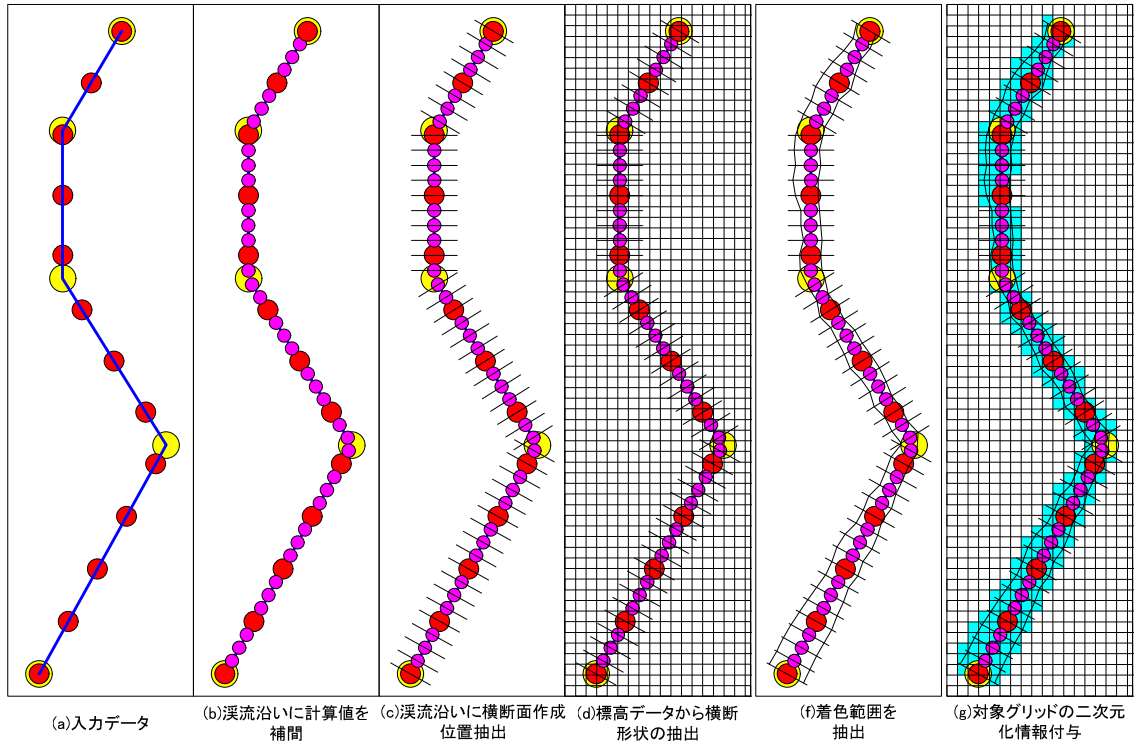 (a)入力データ
(b)渓流沿いに計算値を
補間
(c)渓流沿いに横断面作成
位置抽出
(d)標高データから横断
形状の抽出
(f)着色範囲を
抽出
(g)対象グリッドの二次元
化情報付与